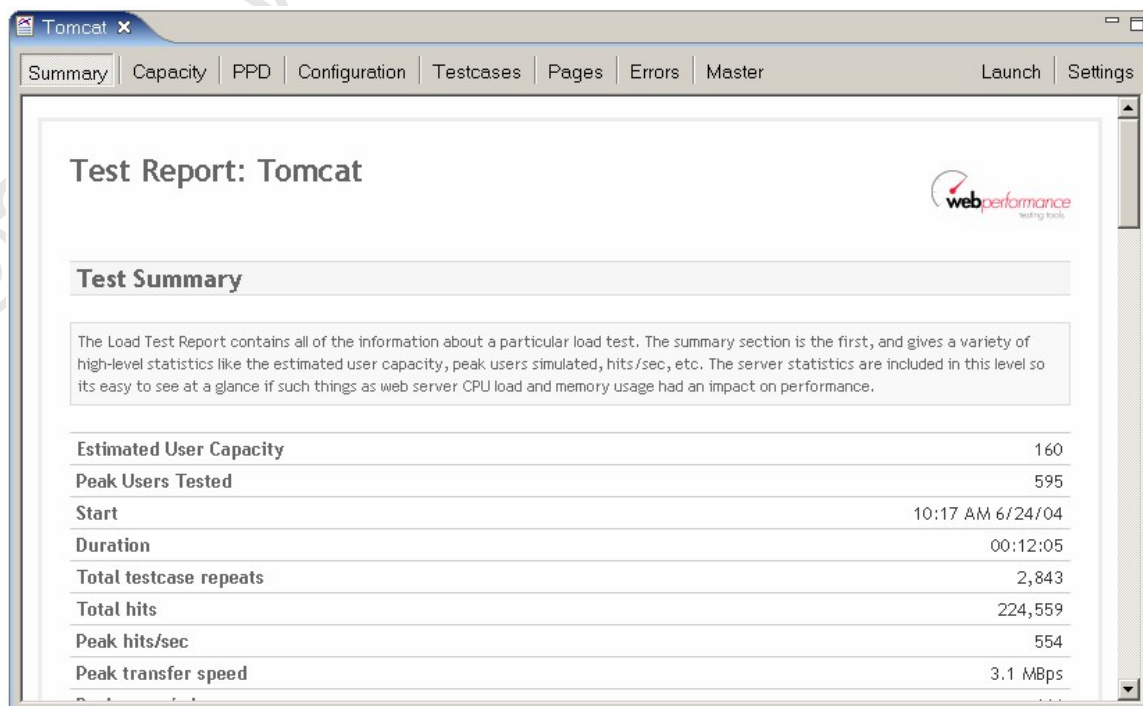 Tomcat
Summary Capacity PPD Configuration Testcases Pages Errors Master Launch Settings
Test Report: Tomcat
webperformance
testing tools
Test Summary
The Load Test Report contains all of the information about a particular load test. The summary section is the first, and gives a variety of
high-level statistics like the estimated user capacity, peak users simulated, hits/sec, etc. The server statistics are included in this level so
its easy to see at a glance if such things as web server CPU load and memory usage had an impact on performance.
Estimated User Capacity 160
Peak Users Tested 595
Start 10:17 AM 6/24/04
Duration 00:12:05
Total testcase repeats 2,843
Total hits 224,559
Peak hits/sec 554
Peak transfer speed 3.1 MBps